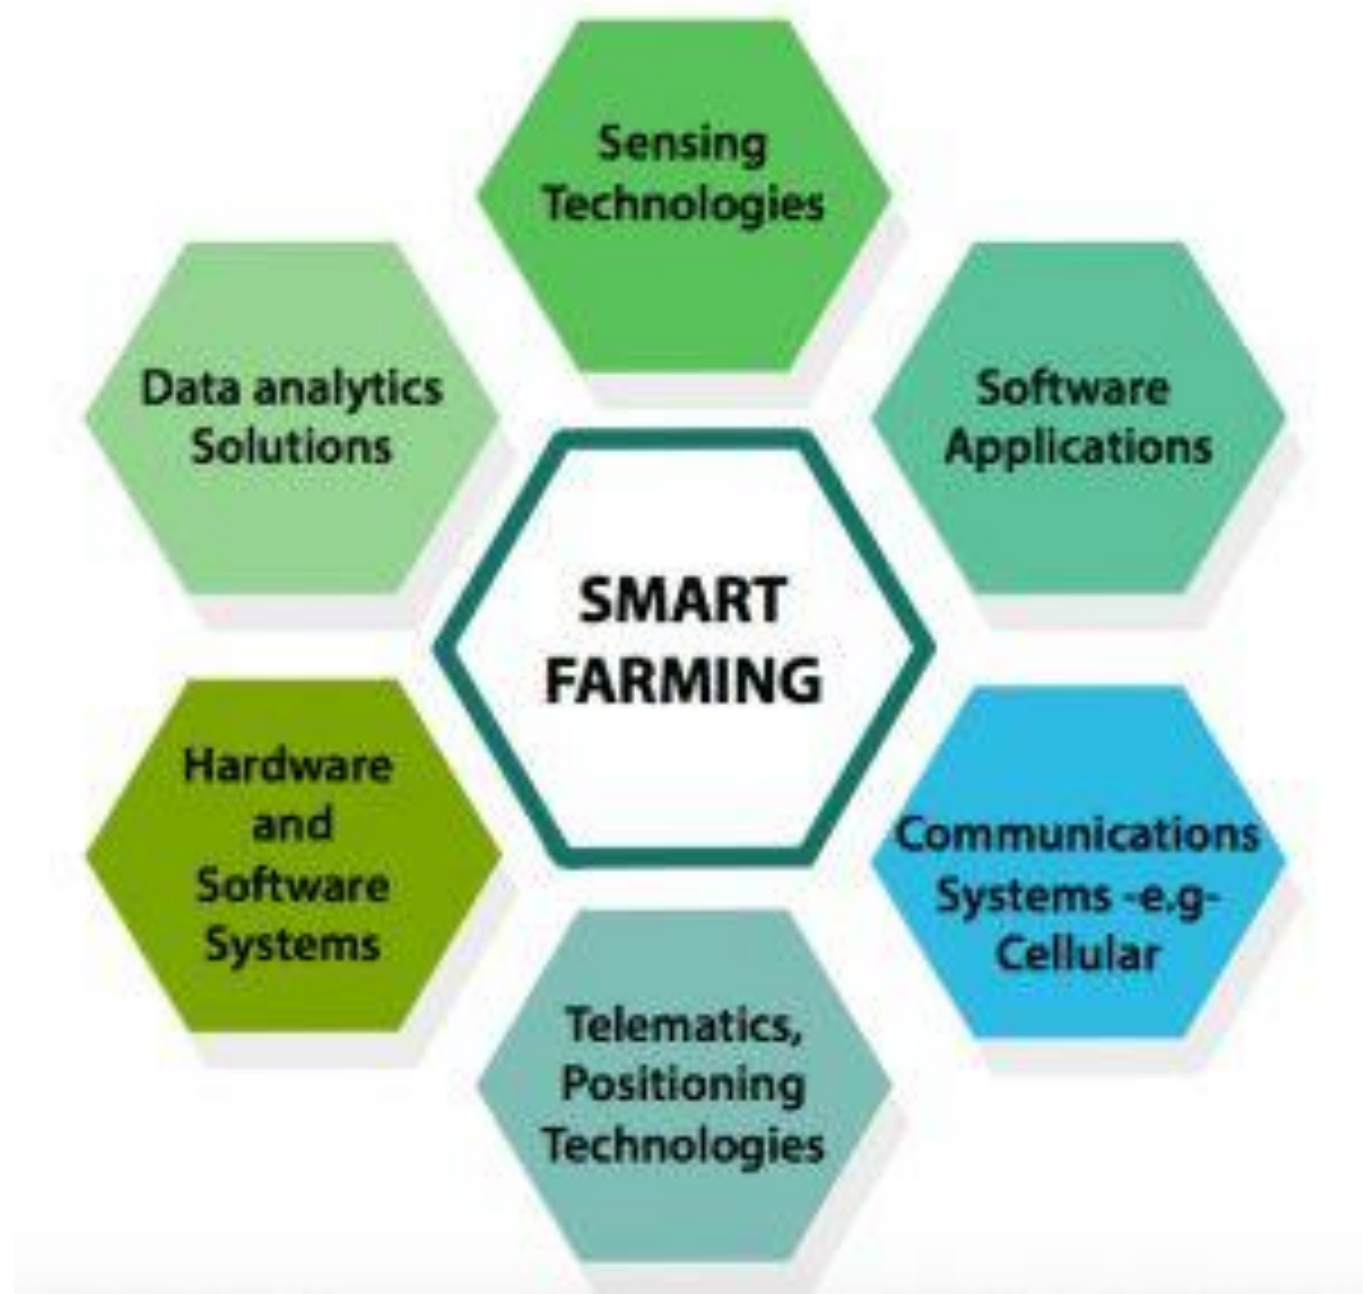 Sensing
Technologies
Data analytics
Solutions
Software
Applications
SMART
FARMING
Hardware
and
Software
Systems
Communications
Systems -e.g-
Cellular
Telematics,
Positioning
Technologies